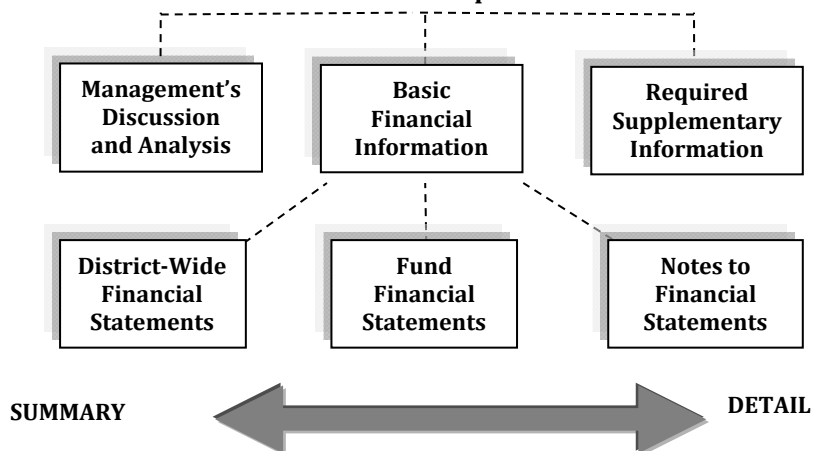 Management's
Discussion
and Analysis
Basic
Financial
Information
Required
Supplementary
Information
District-Wide
Financial
Statements
Fund
Financial
Statements
Notes to
Financial
Statements
SUMMARY
DETAIL